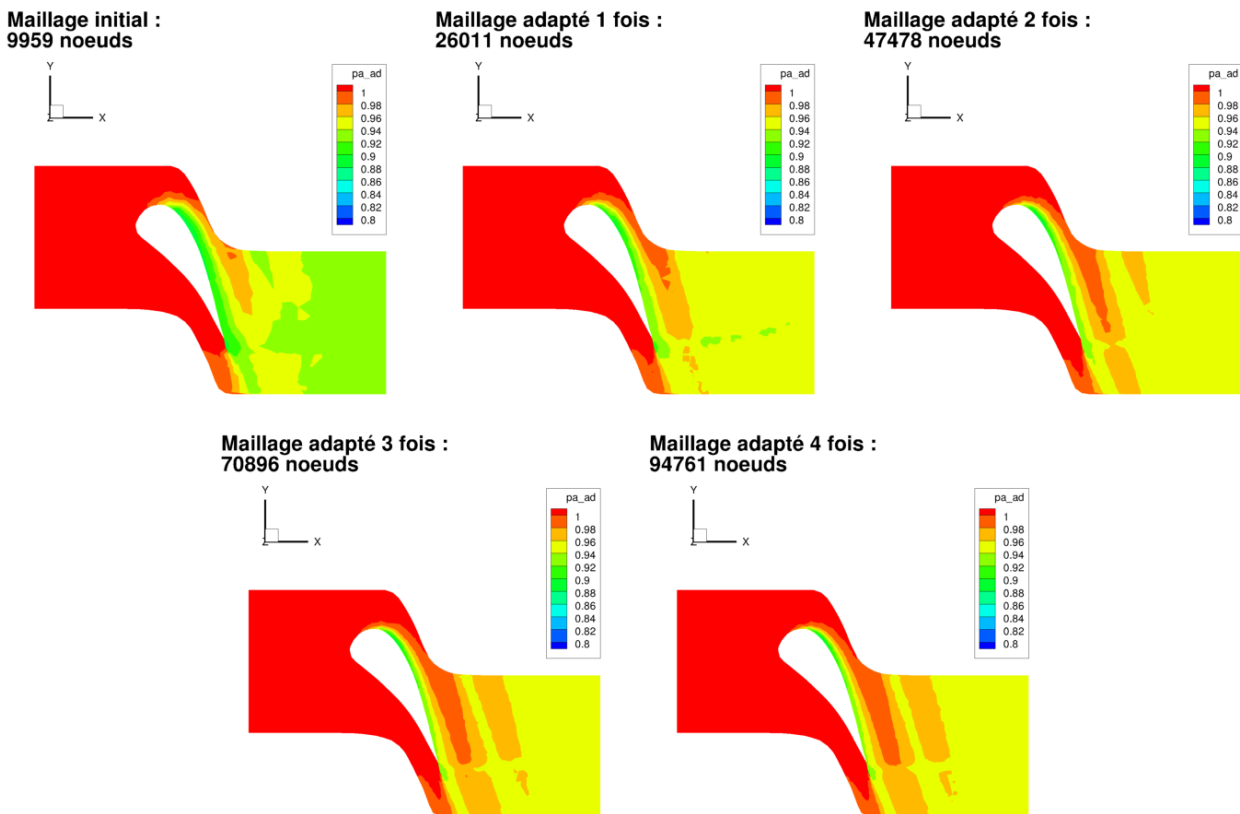 Maillage initial :
9959 noeuds
Y
X
Z
pa_ad
1
0.98
0.96
0.94
0.92
0.9
0.88
0.86
0.84
0.82
0.8
Maillage adapté 1 fois :
26011 noeuds
Y
X
Z
pa_ad
1
0.98
0.96
0.94
0.92
0.9
0.88
0.86
0.84
0.82
0.8
Maillage adapté 2 fois :
47478 noeuds
Y
X
Z
pa_ad
1
0.98
0.96
0.94
0.92
0.9
0.88
0.86
0.84
0.82
0.8
Maillage adapté 3 fois :
70896 noeuds
Y
X
Z
pa_ad
1
0.98
0.96
0.94
0.92
0.9
0.88
0.86
0.84
0.82
0.8
Maillage adapté 4 fois :
94761 noeuds
Y
X
Z
pa_ad
1
0.98
0.96
0.94
0.92
0.9
0.88
0.86
0.84
0.82
0.8